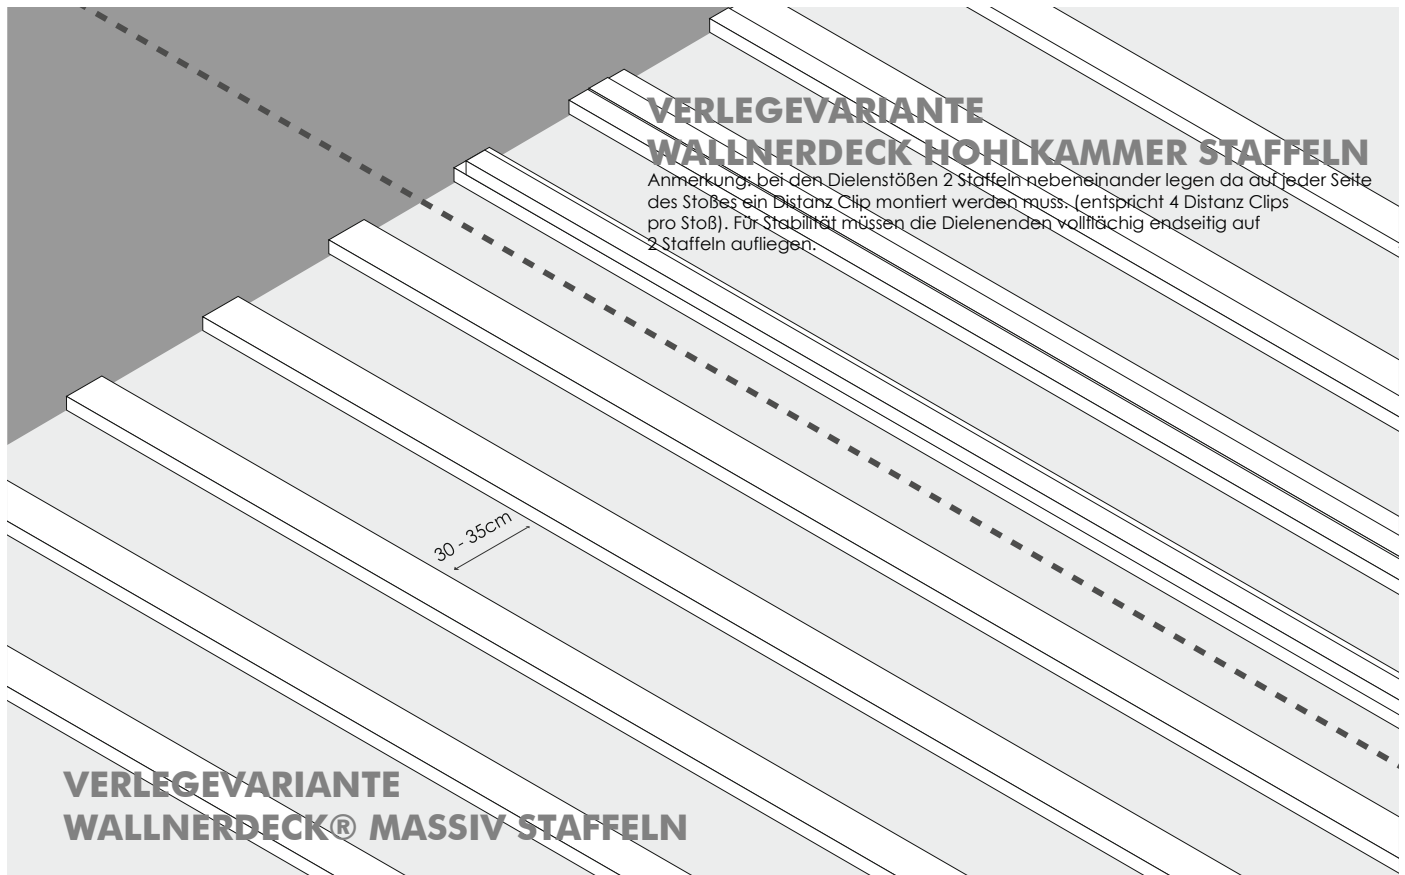 VERLEGEVARIANTE
WALLNERDECK HOHLKAMMER STAFFELN
Anmerkung: bei den Dielenstößen 2 Staffeln nebeneinander legen da auf jeder Seite
des Stoßes ein Distanz Clip montiert werden muss. (entspricht 4 Distanz Clips
pro Stoß). Für Stabilität müssen die Dielenenden vollflächig endseitig auf
2 Staffeln aufliegen.
30 - 35cm
VERLEGEVARIANTE
WALLNERDECK® MASSIV STAFFELN